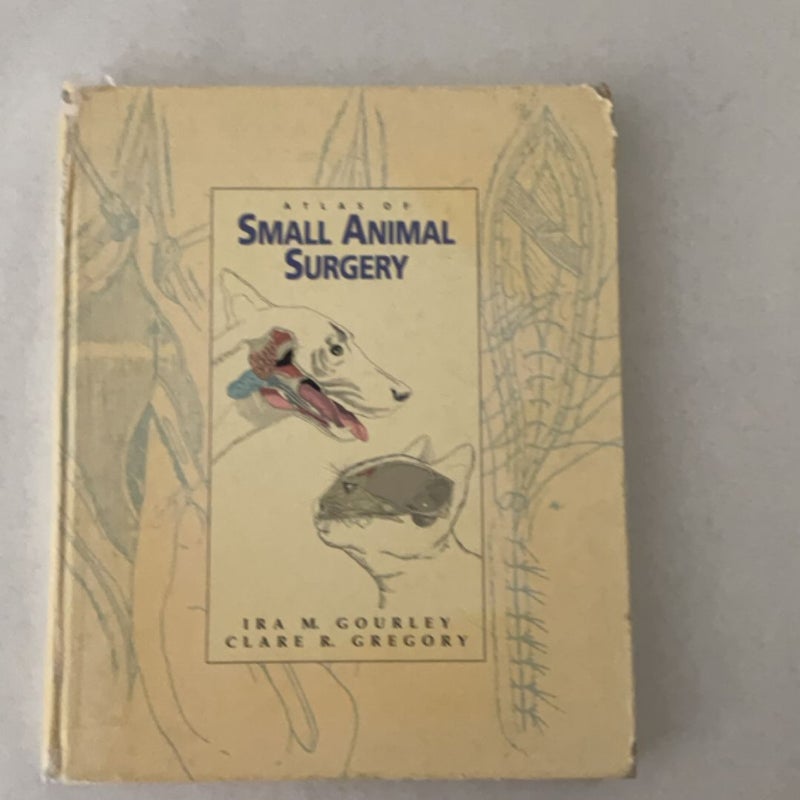 ATLAS OF
SMALL ANIMAL
SURGERY
IRA M. GOURLEY
CLARE R. GREGORY